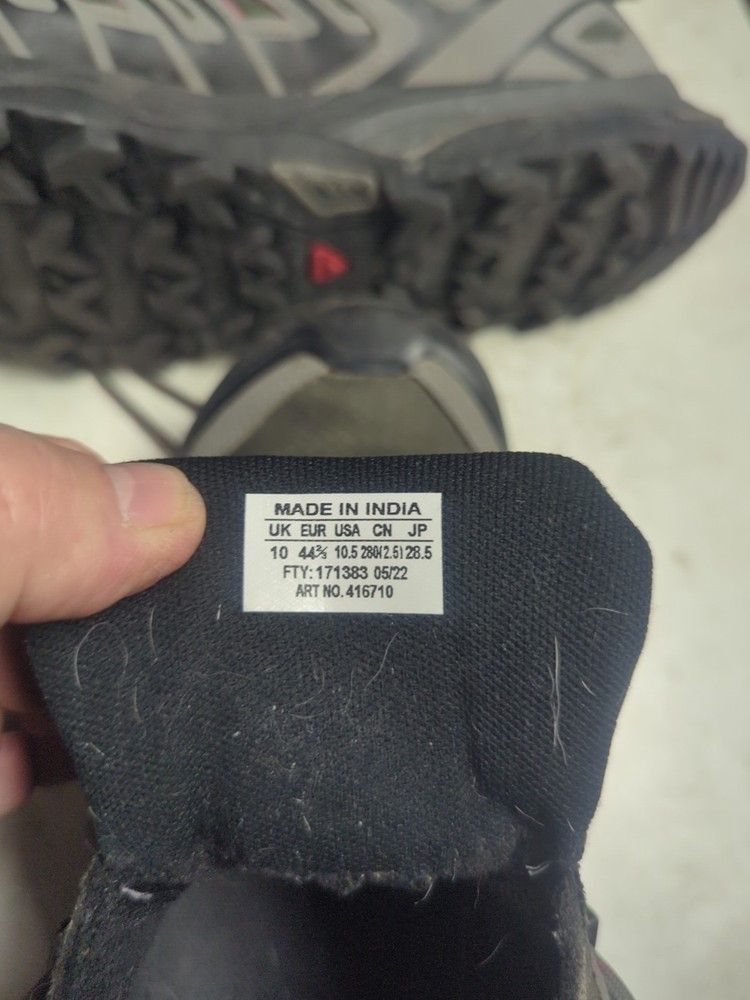 MADE IN INDIA
UK EUR USA CN JP
10 44⅔ 10.5 280(2.5) 28.5
FTY: 171383 05/22
ART NO. 416710